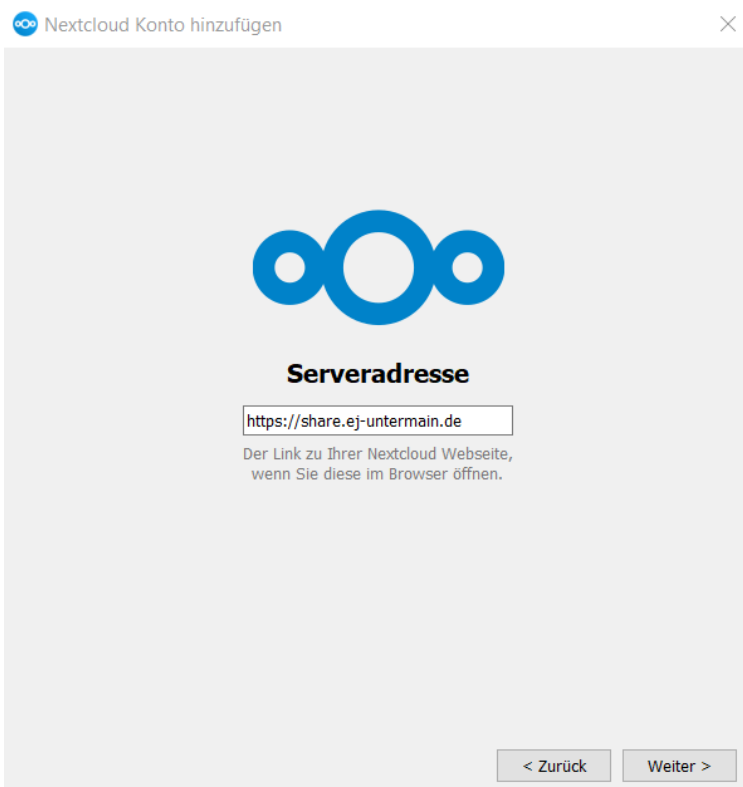 Nextcloud Konto hinzufügen
Serveradresse
https://share.ej-untermain.de
Der Link zu Ihrer Nextcloud Webseite,
wenn Sie diese im Browser öffnen.
< Zurück
Weiter >